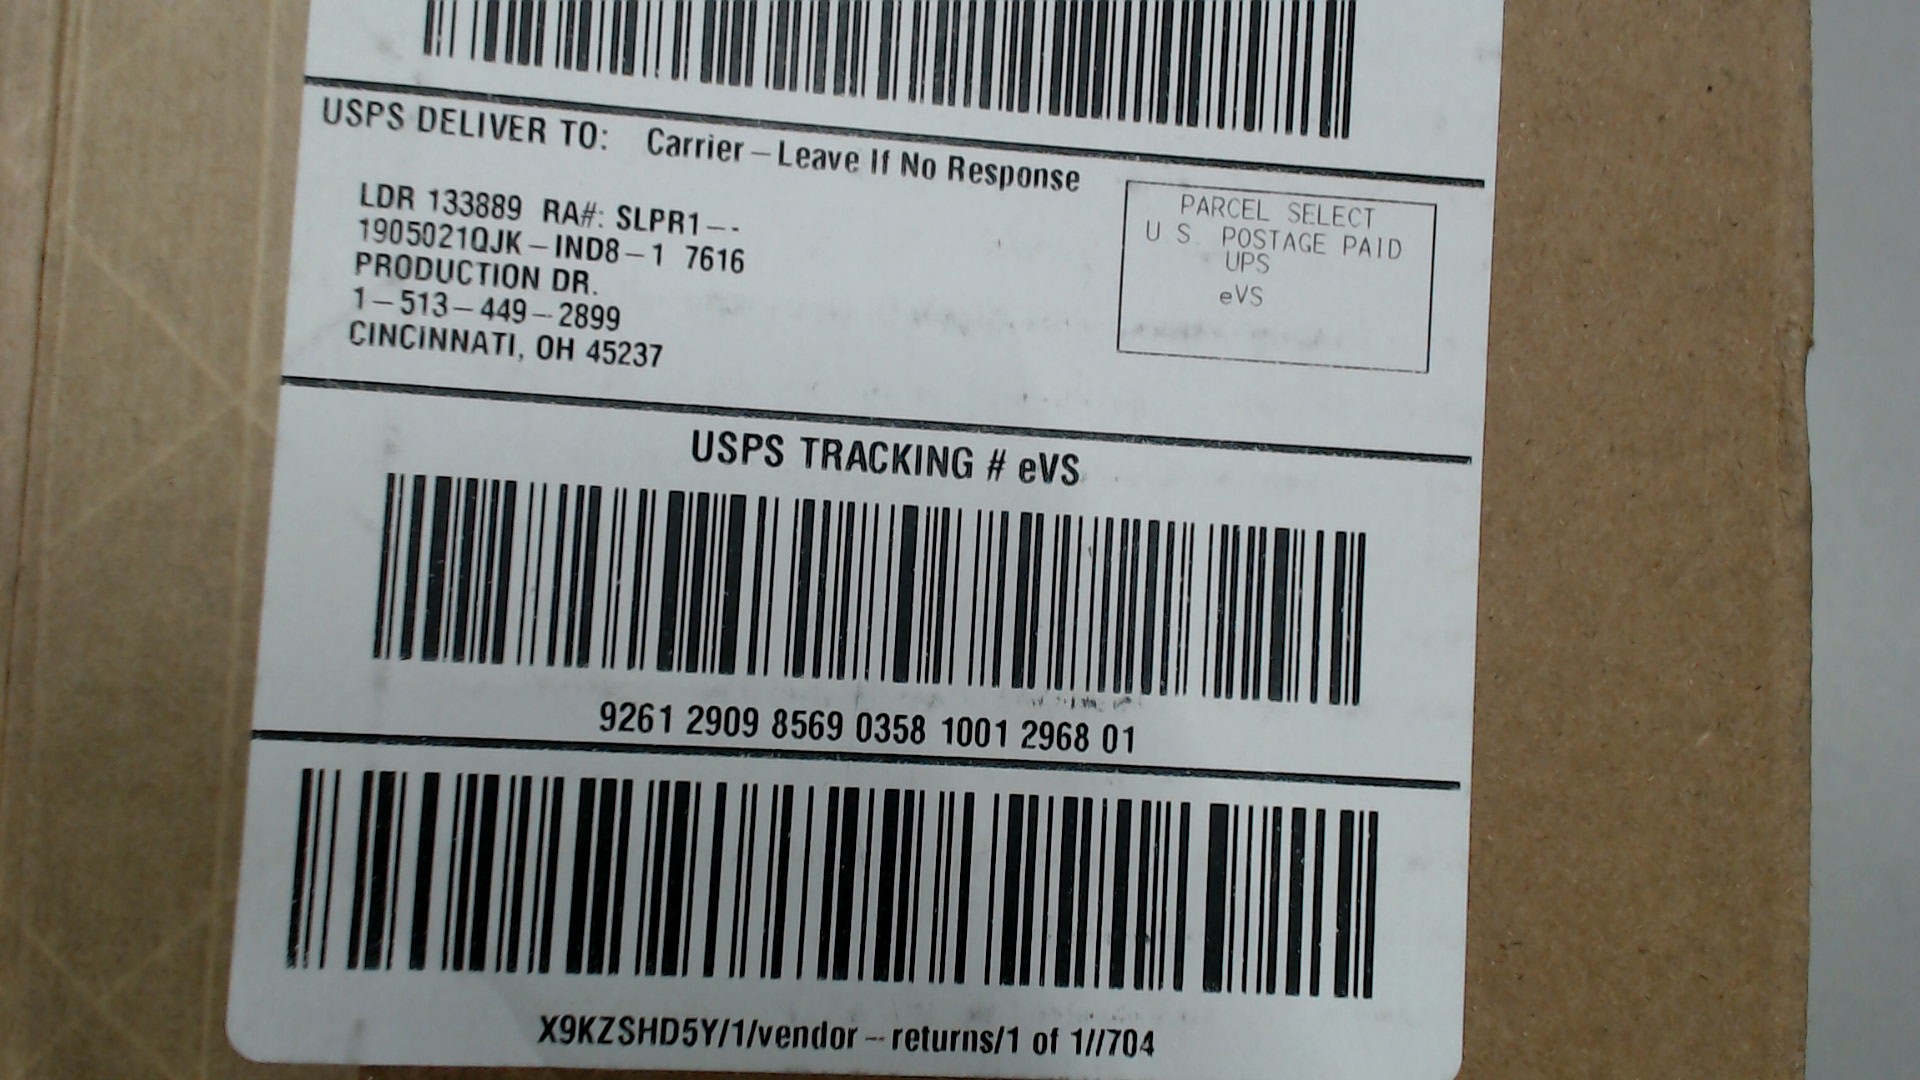 USPS DELIVER TO: Carrier – Leave If No Response
LDR 133889 RA#: SLPR1 – -
1905021QJK – IND8 – 1 7616
PRODUCTION DR.
1 – 513 – 449 – 2899
CINCINNATI, OH 45237
PARCEL SELECT
U S. POSTAGE PAID
UPS
eVS
USPS TRACKING # eVS
9261 2909 8569 0358 1001 2968 01
X9KZSHD5Y/1/vendor – returns/1 of 1//704